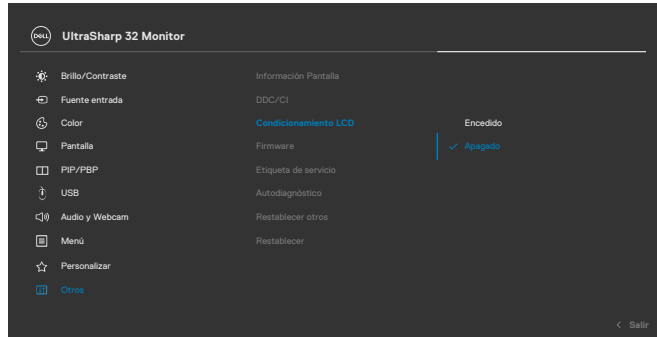 DELL UltraSharp 32 Monitor
Brillo/Contraste Información Pantalla
Fuente entrada DDC/CI
Color Condicionamiento LCD Encedido
Pantalla Firmware Apagado
PIP/PBP Etiqueta de servicio
USB Autodiagnóstico
Audio y Webcam Restablecer otros
Menú Restablecer
Personalizar
Otros
Salir